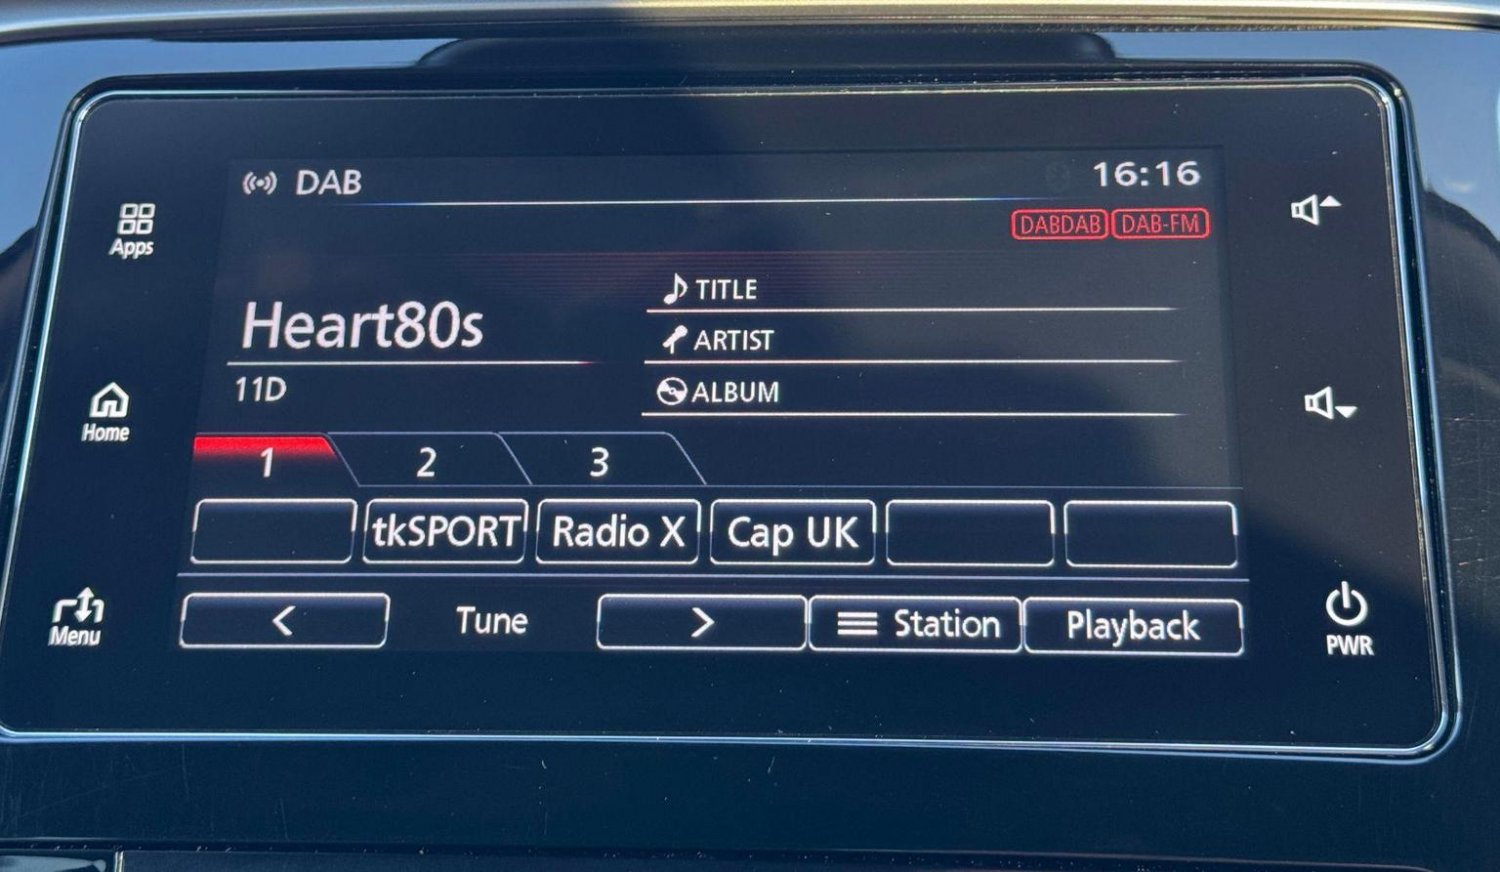 DAB
16:16
DABDAB DAB-FM
Apps
TITLE
Heart80s
ARTIST
11D
ALBUM
Home
1 2 3
tkSPORT Radio X Cap UK
< Tune > Station Playback
Menu
PWR